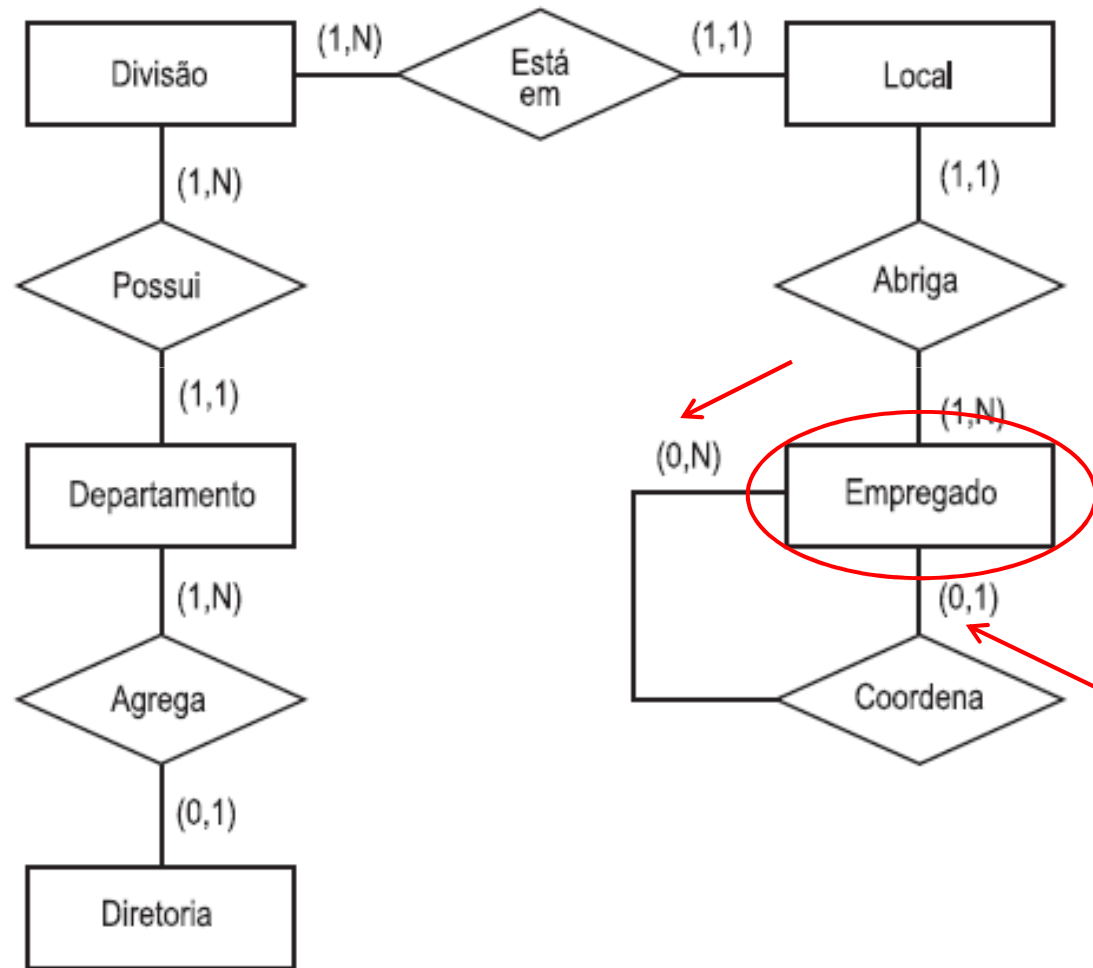 Divisão
(1,N)
Está
em
(1,1)
Local
(1,N)
(1,1)
Possui
Abriga
(1,1)
(1,N)
(0,N)
Departamento
Empregado
(1,N)
(0,1)
Agrega
Coordena
(0,1)
Diretoria